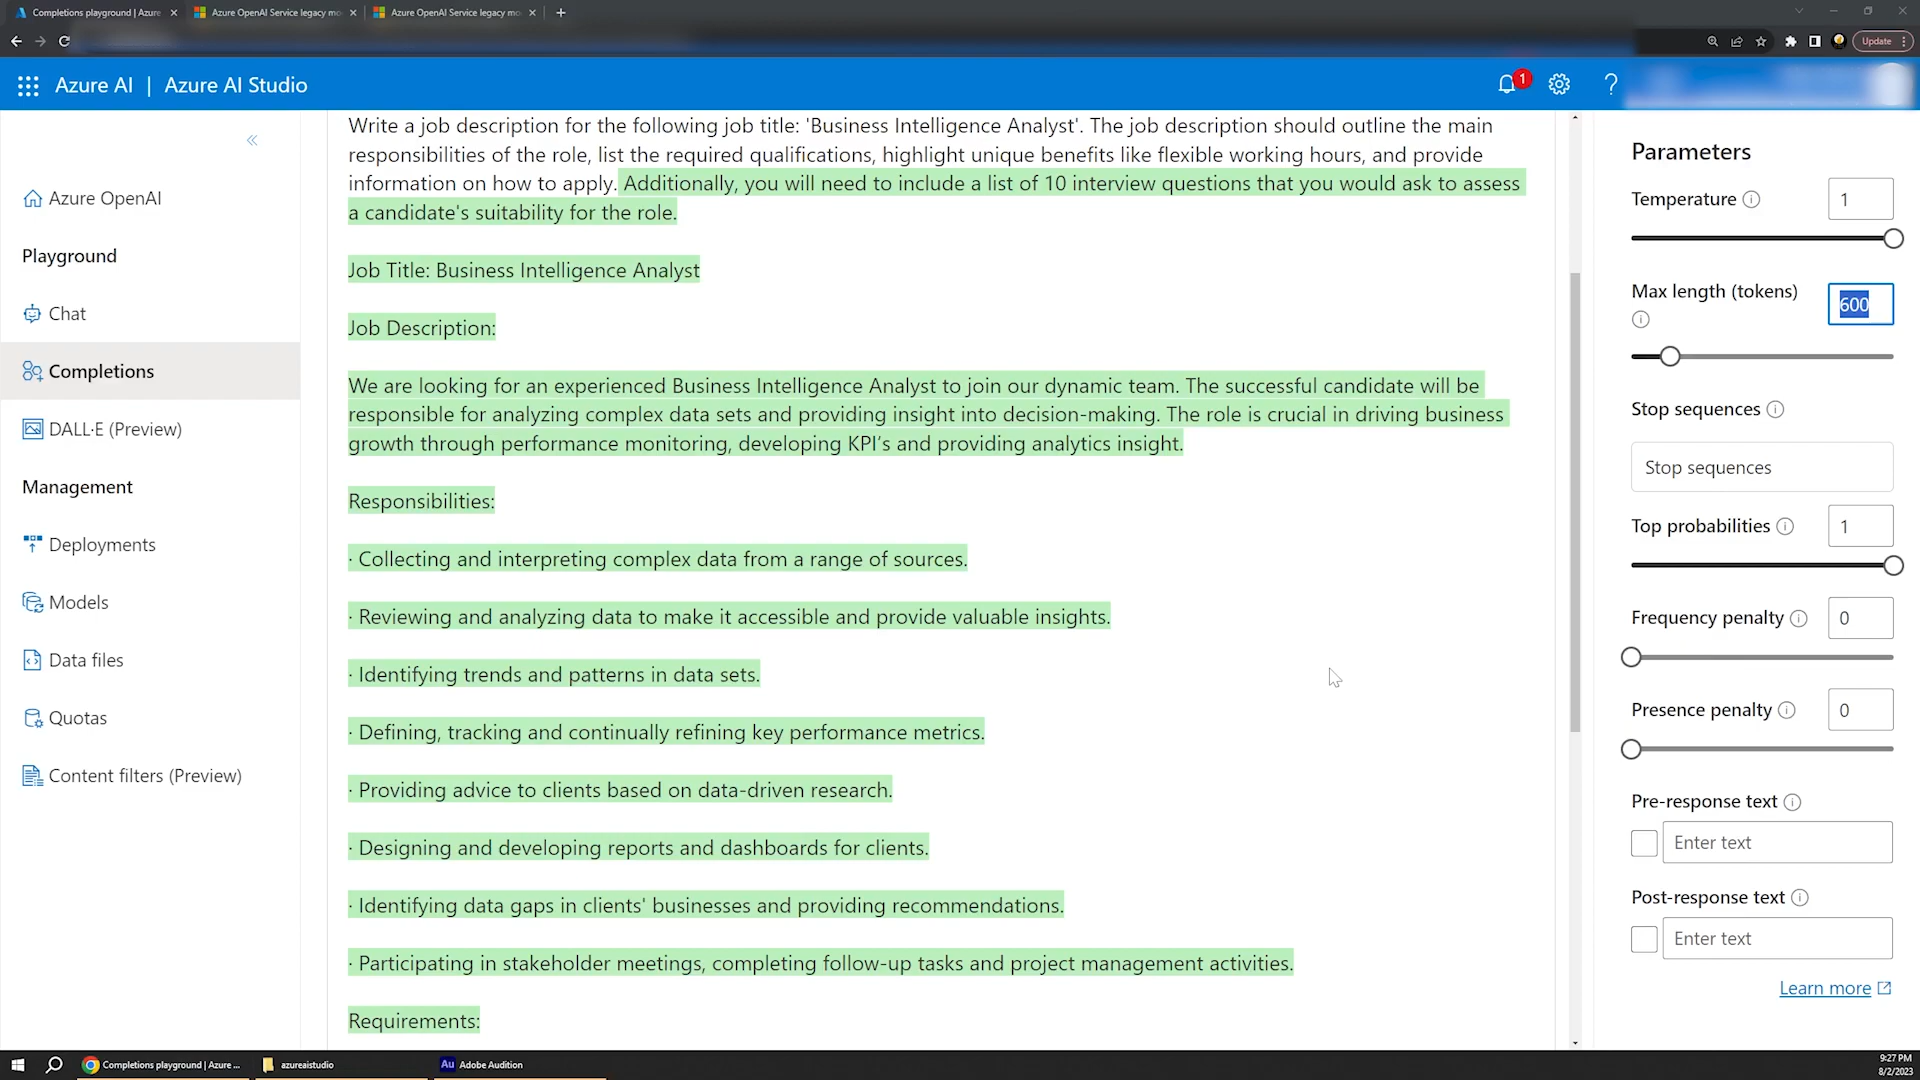 Completions playground | Azure
Azure OpenAI Service legacy mo
Azure OpenAI Service legacy mo
Update
Azure AI | Azure AI Studio
1
Azure OpenAI
Playground
Chat
Completions
DALL·E (Preview)
Management
Deployments
Models
Data files
Quotas
Content filters (Preview)
Write a job description for the following job title: 'Business Intelligence Analyst'. The job description should outline the main
responsibilities of the role, list the required qualifications, highlight unique benefits like flexible working hours, and provide
information on how to apply. Additionally, you will need to include a list of 10 interview questions that you would ask to assess
a candidate's suitability for the role.
Job Title: Business Intelligence Analyst
Job Description:
We are looking for an experienced Business Intelligence Analyst to join our dynamic team. The successful candidate will be
responsible for analyzing complex data sets and providing insight into decision-making. The role is crucial in driving business
growth through performance monitoring, developing KPI's and providing analytics insight.
Responsibilities:
· Collecting and interpreting complex data from a range of sources.
· Reviewing and analyzing data to make it accessible and provide valuable insights.
· Identifying trends and patterns in data sets.
· Defining, tracking and continually refining key performance metrics.
· Providing advice to clients based on data-driven research.
· Designing and developing reports and dashboards for clients.
· Identifying data gaps in clients' businesses and providing recommendations.
· Participating in stakeholder meetings, completing follow-up tasks and project management activities.
Requirements:
Parameters
Temperature 1
Max length (tokens) 600
Stop sequences
Stop sequences
Top probabilities 1
Frequency penalty 0
Presence penalty 0
Pre-response text
Enter text
Post-response text
Enter text
Learn more
Completions playground | Azure ...
azureaistudio
Au Adobe Audition
9:27 PM
8/2/2023